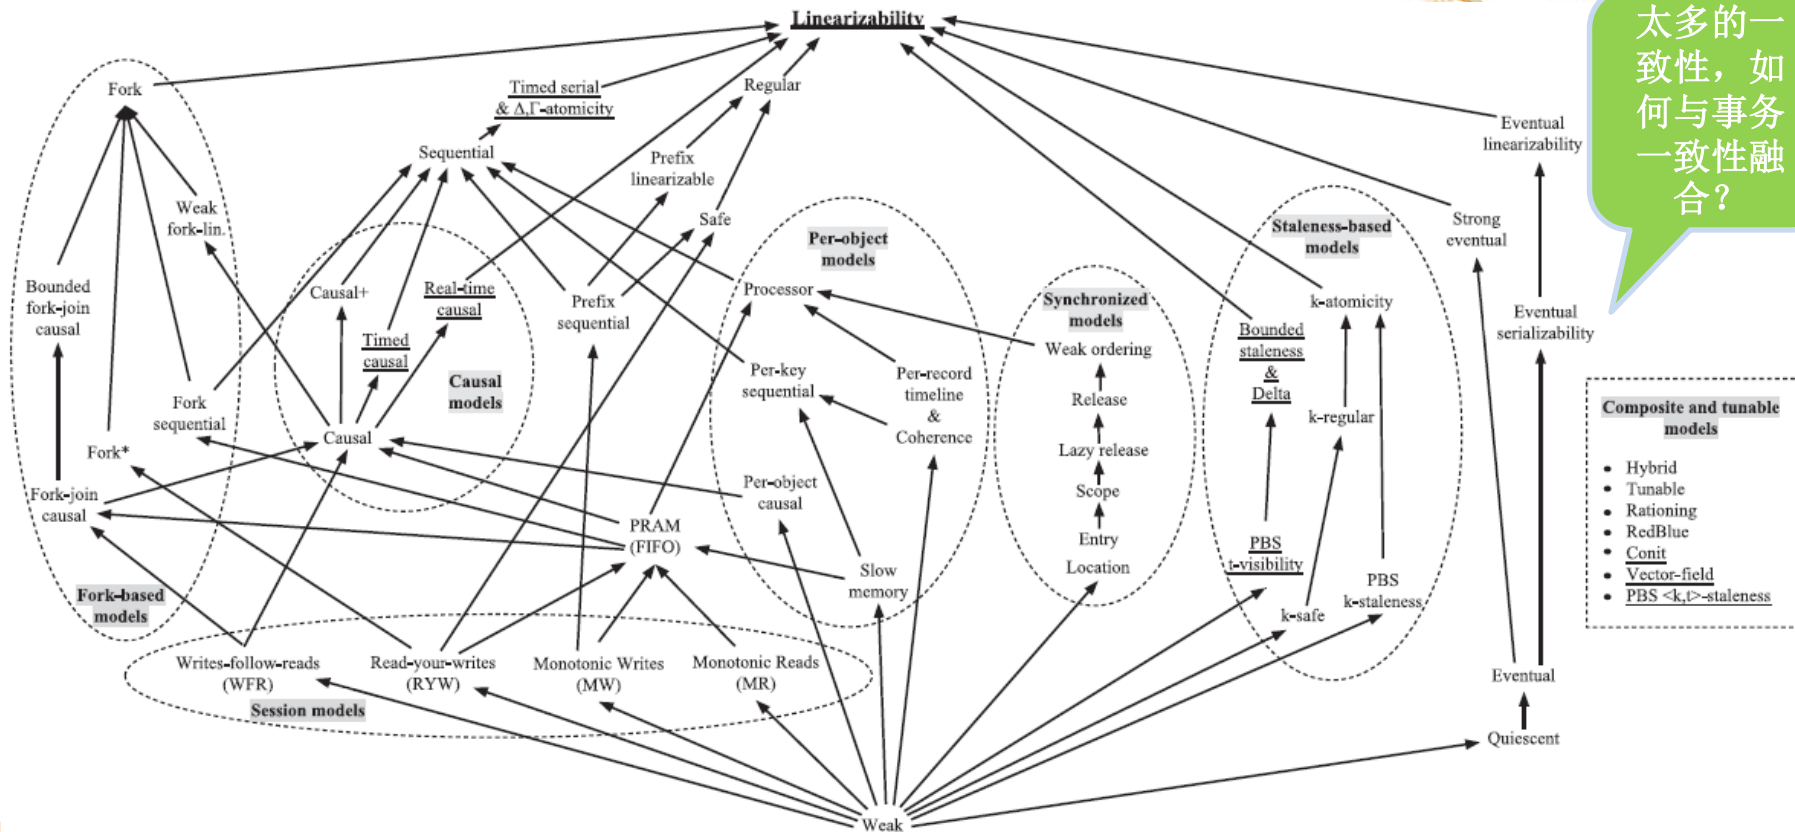 Linearizability
太多的一
致性，如
何与事务
一致性融
合？
Fork
Timed serial
& Δ,Γ-atomicity
Regular
Eventual
linearizability
Sequential
Prefix
linearizable
Weak
fork-lin.
Safe
Strong
eventual
Per-object
models
Staleness-based
models
Bounded
fork-join
causal
Causal+
Real-time
causal
Prefix
sequential
Processor
Synchronized
models
k-atomicity
Eventual
serializability
Timed
causal
Bounded
staleness
&
Delta
Weak ordering
Causal
models
Per-key
sequential
Per-record
timeline
&
Coherence
Release
k-regular
Fork
sequential
Composite and tunable
models
Fork*
Causal
Lazy release
• Hybrid
• Tunable
• Rationing
• RedBlue
• Conit
• Vector-field
• PBS <k,t>-staleness
Fork-join
causal
Per-object
causal
Scope
PRAM
(FIFO)
Entry
PBS
t-visibility
Slow
memory
Location
PBS
k-staleness
Fork-based
models
k-safe
Writes-follow-reads
(WFR)
Read-your-writes
(RYW)
Monotonic Writes
(MW)
Monotonic Reads
(MR)
Eventual
Session models
Quiescent
Weak